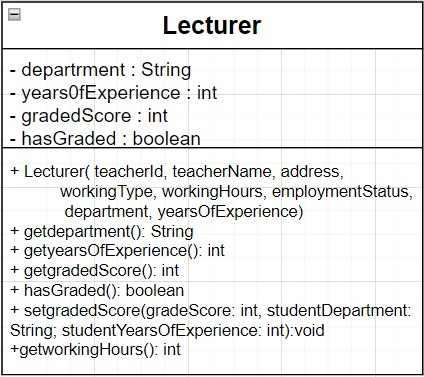 Lecturer
- departrment : String
- years0fExperience : int
- gradedScore : int
- hasGraded : boolean
+ Lecturer( teacherId, teacherName, address,
workingType, workingHours, employmentStatus,
department, yearsOfExperience)
+ getdepartment(): String
+ getyearsOfExperience(): int
+ getgradedScore(): int
+ hasGraded(): boolean
+ setgradedScore(gradeScore: int, studentDepartment:
String; studentYearsOfExperience: int):void
+getworkingHours(): int